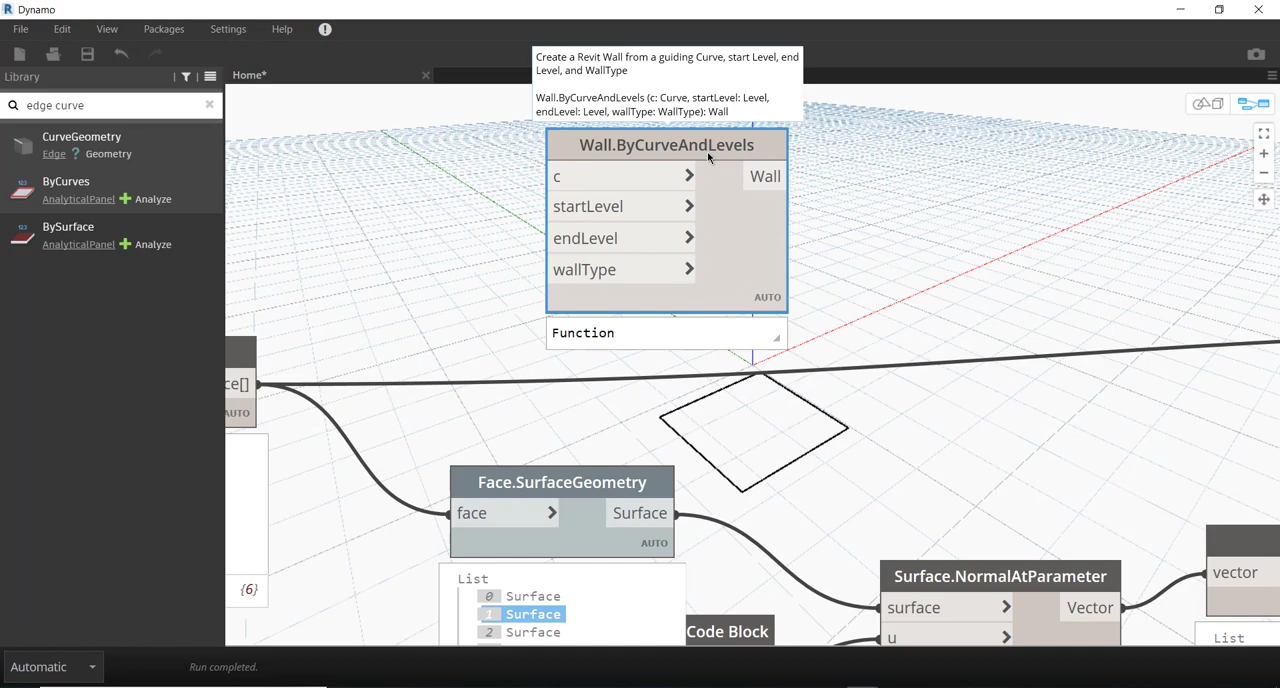 Dynamo
File Edit View Packages Settings Help
Library
Home*
edge curve
CurveGeometry
Edge ? Geometry
ByCurves
AnalyticalPanel + Analyze
BySurface
AnalyticalPanel + Analyze
Create a Revit Wall from a guiding Curve, start Level, end
Level, and WallType
Wall.ByCurveAndLevels (c: Curve, startLevel: Level,
endLevel: Level, wallType: WallType): Wall
Wall.ByCurveAndLevels
c > Wall
startLevel >
endLevel >
wallType >
AUTO
Function
ce[]
AUTO
{6}
Face.SurfaceGeometry
face > Surface
AUTO
List
0 Surface
1 Surface
2 Surface
Code Block
Surface.NormalAtParameter
surface > Vector
u >
vector
List
Automatic
Run completed.